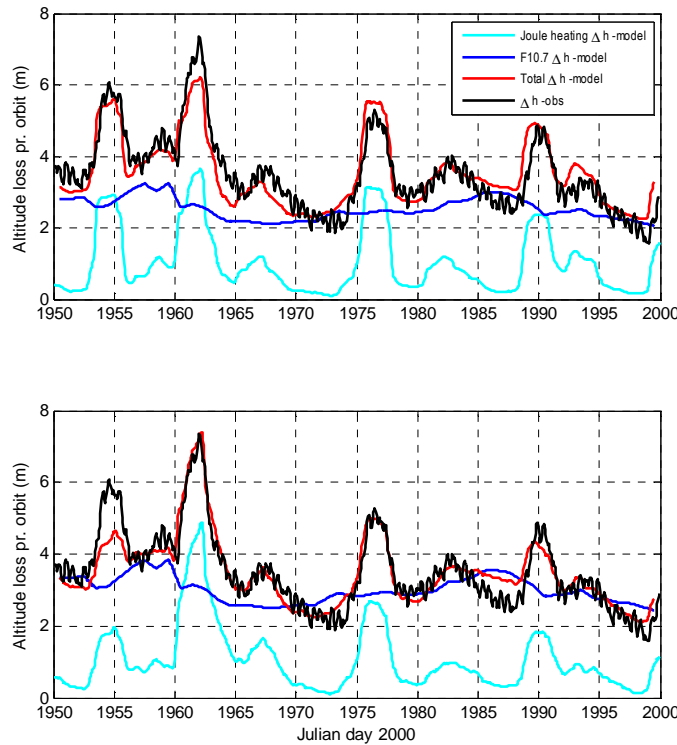 8
6
4
2
0
Altitude loss pr. orbit (m)
Joule heating Δ h -model
F10.7 Δ h -model
Total Δ h -model
Δ h -obs
1950 1955 1960 1965 1970 1975 1980 1985 1990 1995 2000
8
6
4
2
0
Altitude loss pr. orbit (m)
1950 1955 1960 1965 1970 1975 1980 1985 1990 1995 2000
Julian day 2000